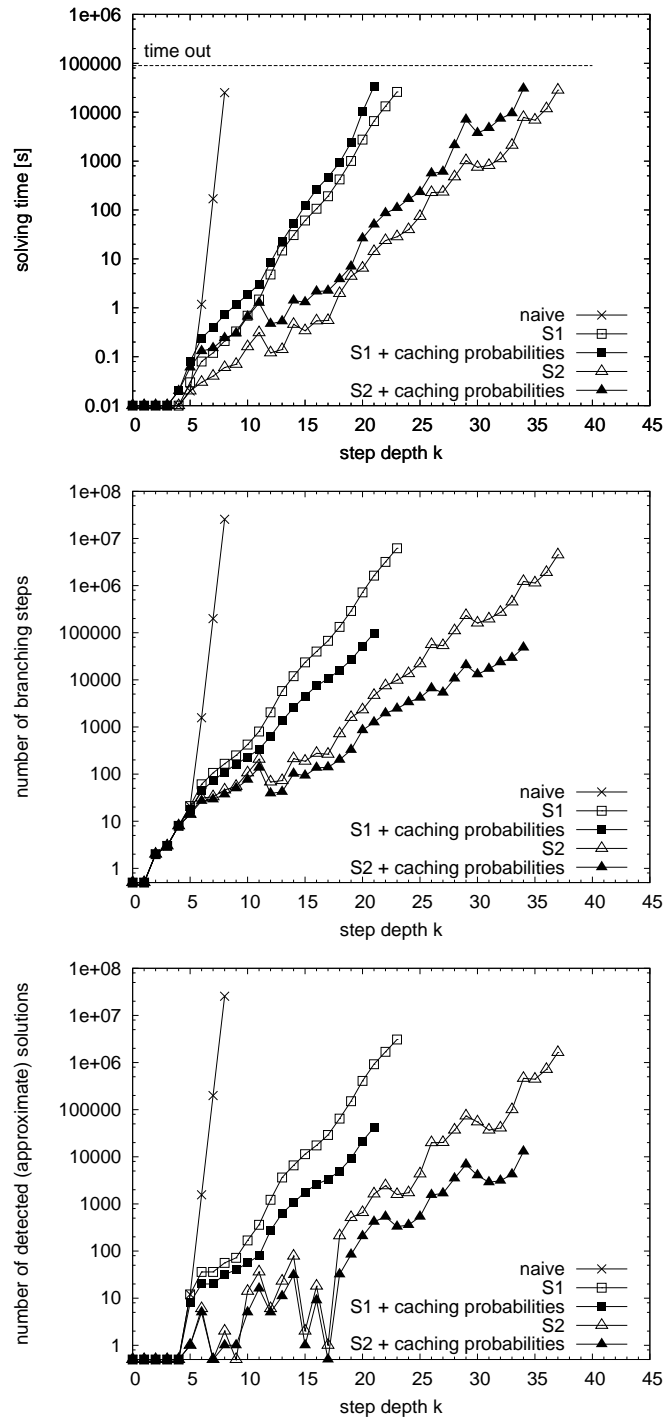 1e+06
100000
10000
1000
100
10
1
0.1
0.01
solving time [s]
time out
naive
S1
S1 + caching probabilities
S2
S2 + caching probabilities
0 5 10 15 20 25 30 35 40 45
step depth k
1e+08
1e+07
1e+06
100000
10000
1000
100
10
1
number of branching steps
naive
S1
S1 + caching probabilities
S2
S2 + caching probabilities
0 5 10 15 20 25 30 35 40 45
step depth k
1e+08
1e+07
1e+06
100000
10000
1000
100
10
1
number of detected (approximate) solutions
naive
S1
S1 + caching probabilities
S2
S2 + caching probabilities
0 5 10 15 20 25 30 35 40 45
step depth k